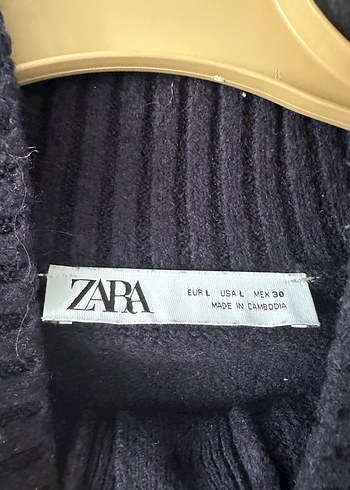 ZARA
EUR L USA L MEX 30
MADE IN CAMBODIA